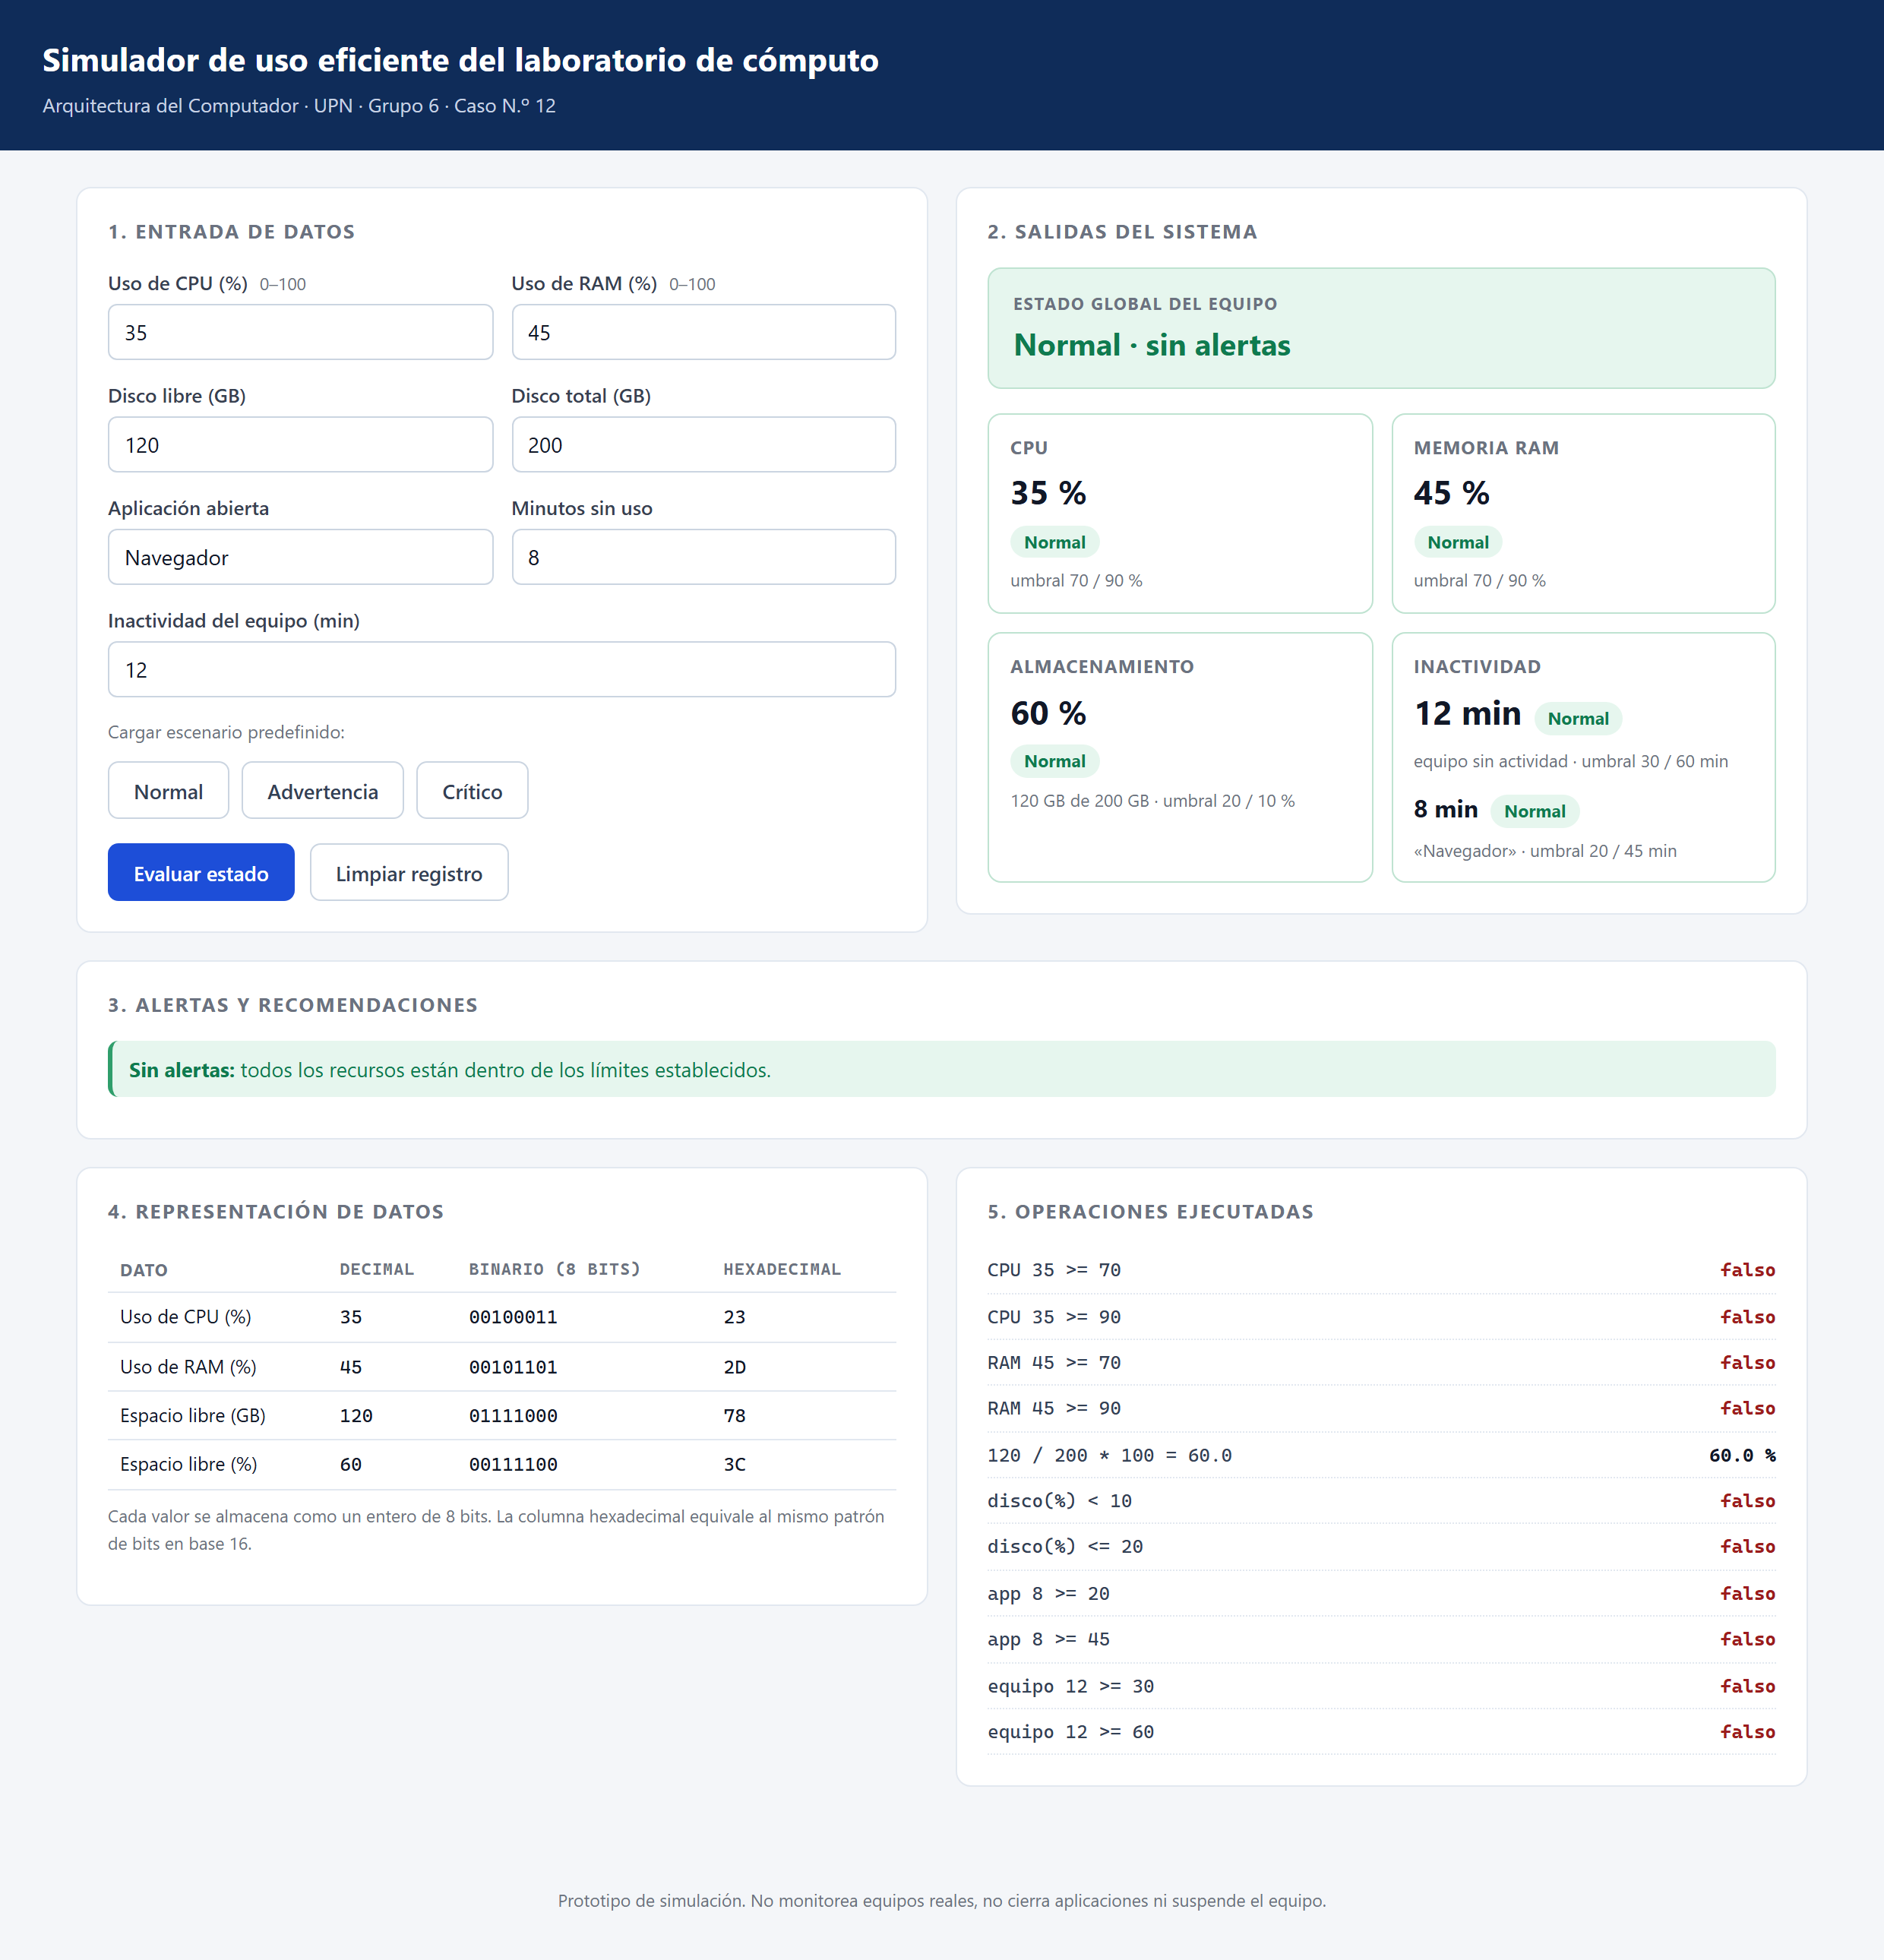 Simulador de uso eficiente del laboratorio de cómputo
Arquitectura del Computador · UPN · Grupo 6 · Caso N.º 12
1. ENTRADA DE DATOS
Uso de CPU (%) 0–100
35
Uso de RAM (%) 0–100
45
Disco libre (GB)
120
Disco total (GB)
200
Aplicación abierta
Navegador
Minutos sin uso
8
Inactividad del equipo (min)
12
Cargar escenario predefinido:
Normal
Advertencia
Crítico
Evaluar estado
Limpiar registro
2. SALIDAS DEL SISTEMA
ESTADO GLOBAL DEL EQUIPO
Normal · sin alertas
CPU
35 %
Normal
umbral 70 / 90 %
MEMORIA RAM
45 %
Normal
umbral 70 / 90 %
ALMACENAMIENTO
60 %
Normal
120 GB de 200 GB · umbral 20 / 10 %
INACTIVIDAD
12 min Normal
equipo sin actividad · umbral 30 / 60 min
8 min Normal
«Navegador» · umbral 20 / 45 min
3. ALERTAS Y RECOMENDACIONES
Sin alertas: todos los recursos están dentro de los límites establecidos.
4. REPRESENTACIÓN DE DATOS
DATO DECIMAL BINARIO (8 BITS) HEXADECIMAL
Uso de CPU (%) 35 00100011 23
Uso de RAM (%) 45 00101101 2D
Espacio libre (GB) 120 01111000 78
Espacio libre (%) 60 00111100 3C
Cada valor se almacena como un entero de 8 bits. La columna hexadecimal equivale al mismo patrón
de bits en base 16.
5. OPERACIONES EJECUTADAS
CPU 35 >= 70 falso
CPU 35 >= 90 falso
RAM 45 >= 70 falso
RAM 45 >= 90 falso
120 / 200 * 100 = 60.0 60.0 %
disco(%) < 10 falso
disco(%) <= 20 falso
app 8 >= 20 falso
app 8 >= 45 falso
equipo 12 >= 30 falso
equipo 12 >= 60 falso
Prototipo de simulación. No monitorea equipos reales, no cierra aplicaciones ni suspende el equipo.